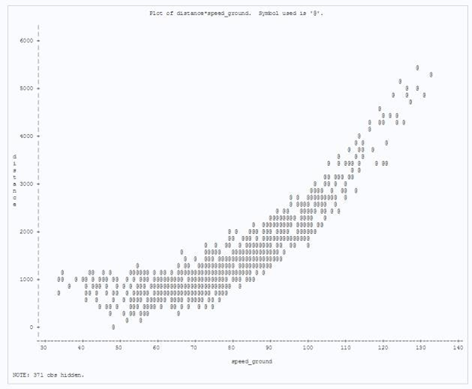 Plot of distance*speed_ground. Symbol used is '@'.
6000
5000
4000
distance
3000
2000
1000
0
30 40 50 60 70 80 90 100 110 120 130 140
speed_ground
NOTE: 371 obs hidden.